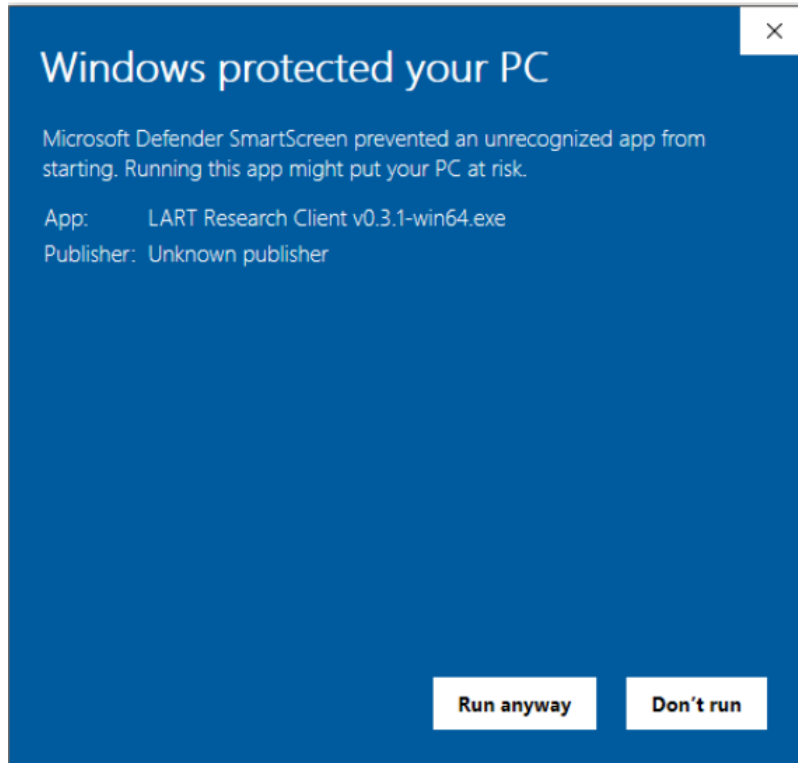 Windows protected your PC
Microsoft Defender SmartScreen prevented an unrecognized app from
starting. Running this app might put your PC at risk.
App: LART Research Client v0.3.1-win64.exe
Publisher: Unknown publisher
Run anyway Don't run